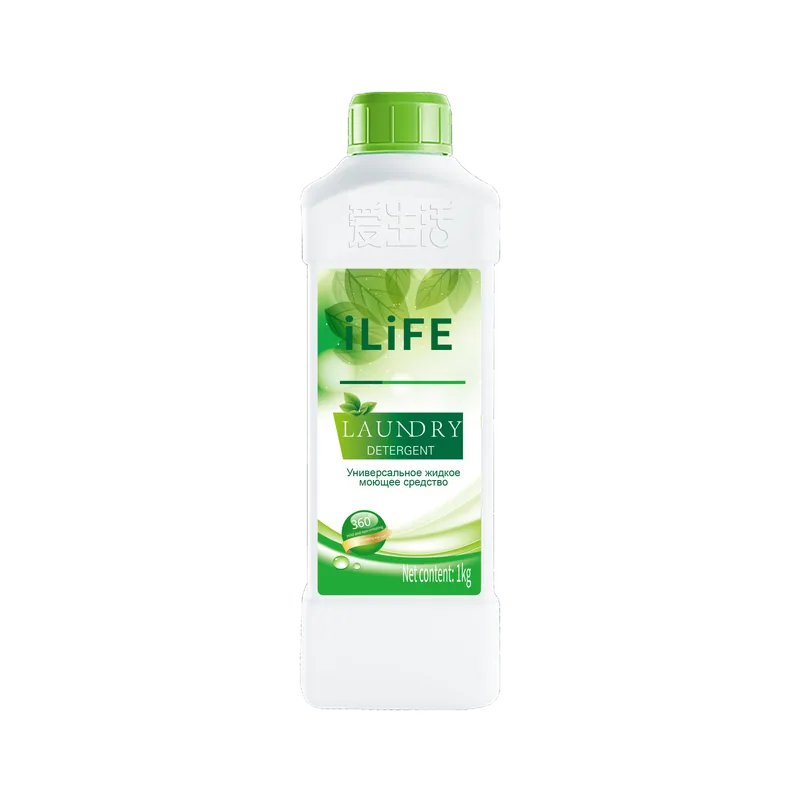 爱生活
iLiFE
LAUNDRY
DETERGENT
Универсальное жидкое
моющее средство
360°
Net content: 1kg